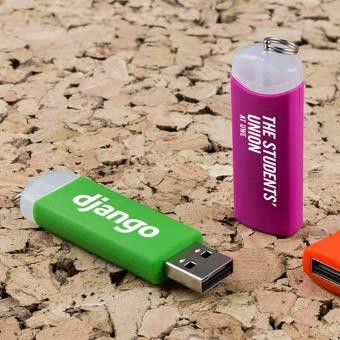 django
THE STUDENTS'
UNION
AT UWE